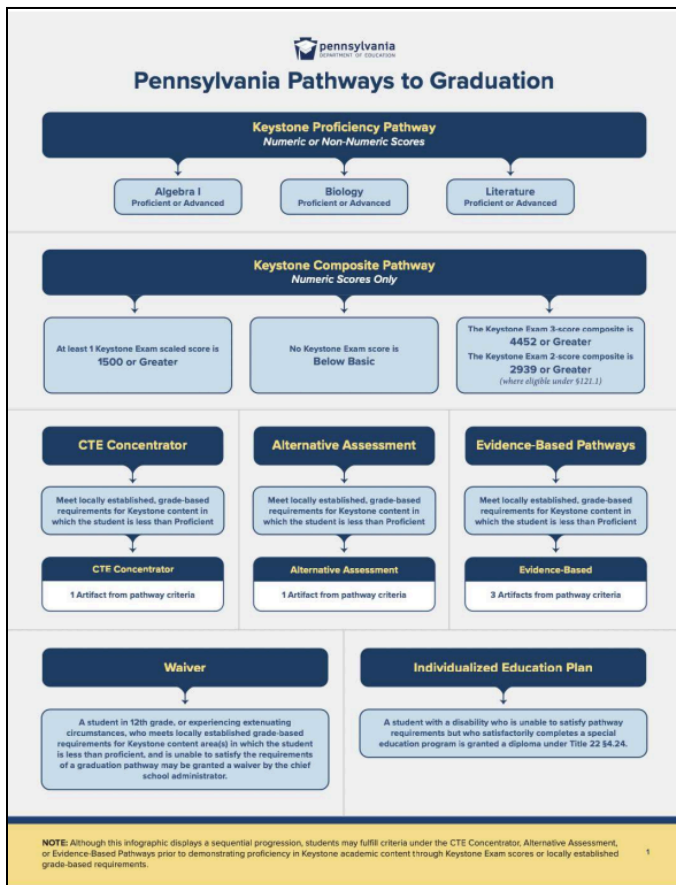 pennsylvania
DEPARTMENT OF EDUCATION
Pennsylvania Pathways to Graduation
Keystone Proficiency Pathway
Numeric or Non-Numeric Scores
Algebra I
Proficient or Advanced
Biology
Proficient or Advanced
Literature
Proficient or Advanced
Keystone Composite Pathway
Numeric Scores Only
At least 1 Keystone Exam scaled score is
1500 or Greater
No Keystone Exam score is
Below Basic
The Keystone Exam 3-score composite is
4452 or Greater
The Keystone Exam 2-score composite is
2939 or Greater
(where eligible under §121.1)
CTE Concentrator
Meet locally established, grade-based
requirements for Keystone content in
which the student is less than Proficient
CTE Concentrator
1 Artifact from pathway criteria
Alternative Assessment
Meet locally established, grade-based
requirements for Keystone content in
which the student is less than Proficient
Alternative Assessment
1 Artifact from pathway criteria
Evidence-Based Pathways
Meet locally established, grade-based
requirements for Keystone content in
which the student is less than Proficient
Evidence-Based
3 Artifacts from pathway criteria
Waiver
A student in 12th grade, or experiencing extenuating
circumstances, who meets locally established grade-based
requirements for Keystone content area(s) in which the student
is less than proficient, and is unable to satisfy the requirements
of a graduation pathway may be granted a waiver by the chief
school administrator.
Individualized Education Plan
A student with a disability who is unable to satisfy pathway
requirements but who satisfactorily completes a special
education program is granted a diploma under Title 22 §4.24.
NOTE: Although this infographic displays a sequential progression, students may fulfill criteria under the CTE Concentrator, Alternative Assessment,
or Evidence-Based Pathways prior to demonstrating proficiency in Keystone academic content through Keystone Exam scores or locally established
grade-based requirements.
1